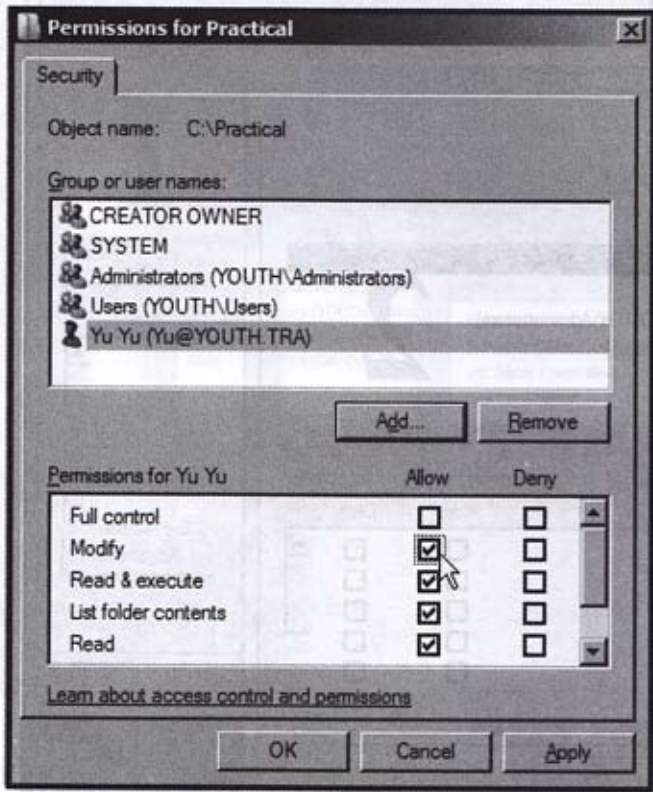 Permissions for Practical
Security
Object name: C:\Practical
Group or user names:
CREATOR OWNER
SYSTEM
Administrators (YOUTH\Administrators)
Users (YOUTH\Users)
Yu Yu (Yu@YOUTH.TRA)
Add... Remove
Permissions for Yu Yu Allow Deny
Full control
Modify
Read & execute
List folder contents
Read
Learn about access control and permissions
OK Cancel Apply